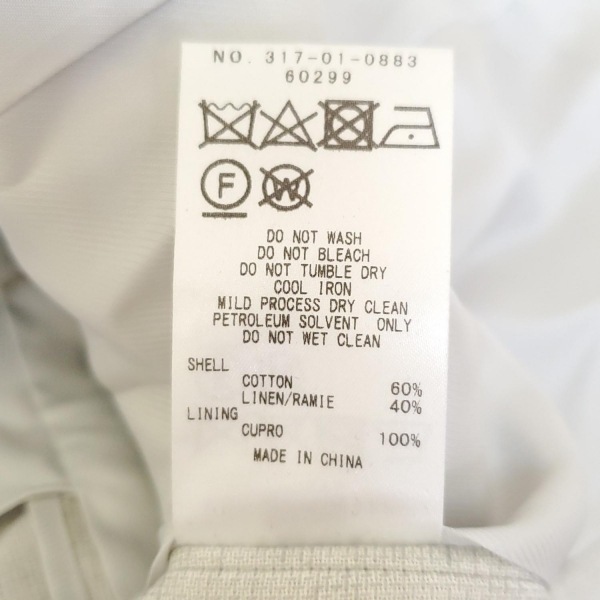 NO. 317-01-0883
60299
F
W
DO NOT WASH
DO NOT BLEACH
DO NOT TUMBLE DRY
COOL IRON
MILD PROCESS DRY CLEAN
PETROLEUM SOLVENT ONLY
DO NOT WET CLEAN
SHELL
COTTON 60%
LINEN/RAMIE 40%
LINING
CUPRO 100%
MADE IN CHINA